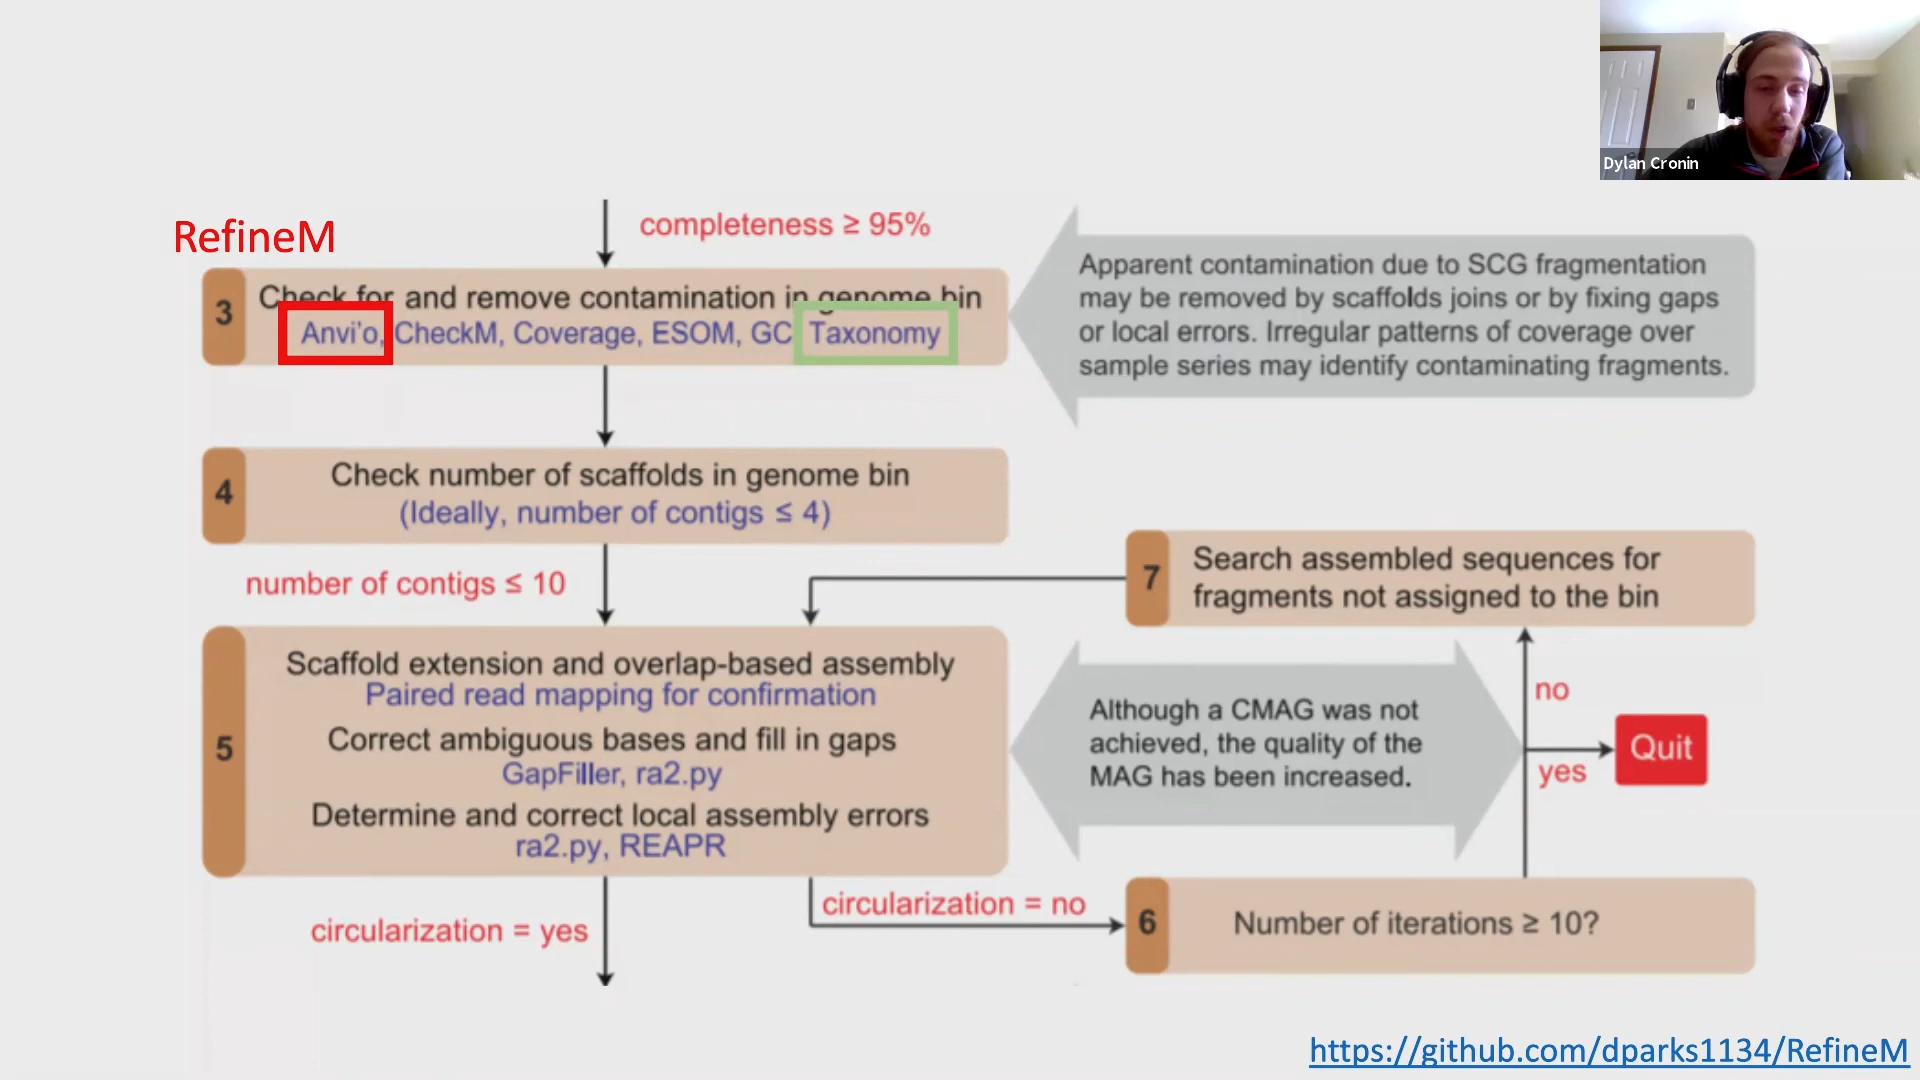 Dylan Cronin
RefineM
completeness ≥ 95%
3
Check for and remove contamination in genome bin
Anvi'o, CheckM, Coverage, ESOM, GC Taxonomy
Apparent contamination due to SCG fragmentation
may be removed by scaffolds joins or by fixing gaps
or local errors. Irregular patterns of coverage over
sample series may identify contaminating fragments.
4
Check number of scaffolds in genome bin
(Ideally, number of contigs ≤ 4)
number of contigs ≤ 10
7
Search assembled sequences for
fragments not assigned to the bin
5
Scaffold extension and overlap-based assembly
Paired read mapping for confirmation
Correct ambiguous bases and fill in gaps
GapFiller, ra2.py
Determine and correct local assembly errors
ra2.py, REAPR
Although a CMAG was not
achieved, the quality of the
MAG has been increased.
no
Quit
yes
circularization = yes
circularization = no
6
Number of iterations ≥ 10?
https://github.com/dparks1134/RefineM